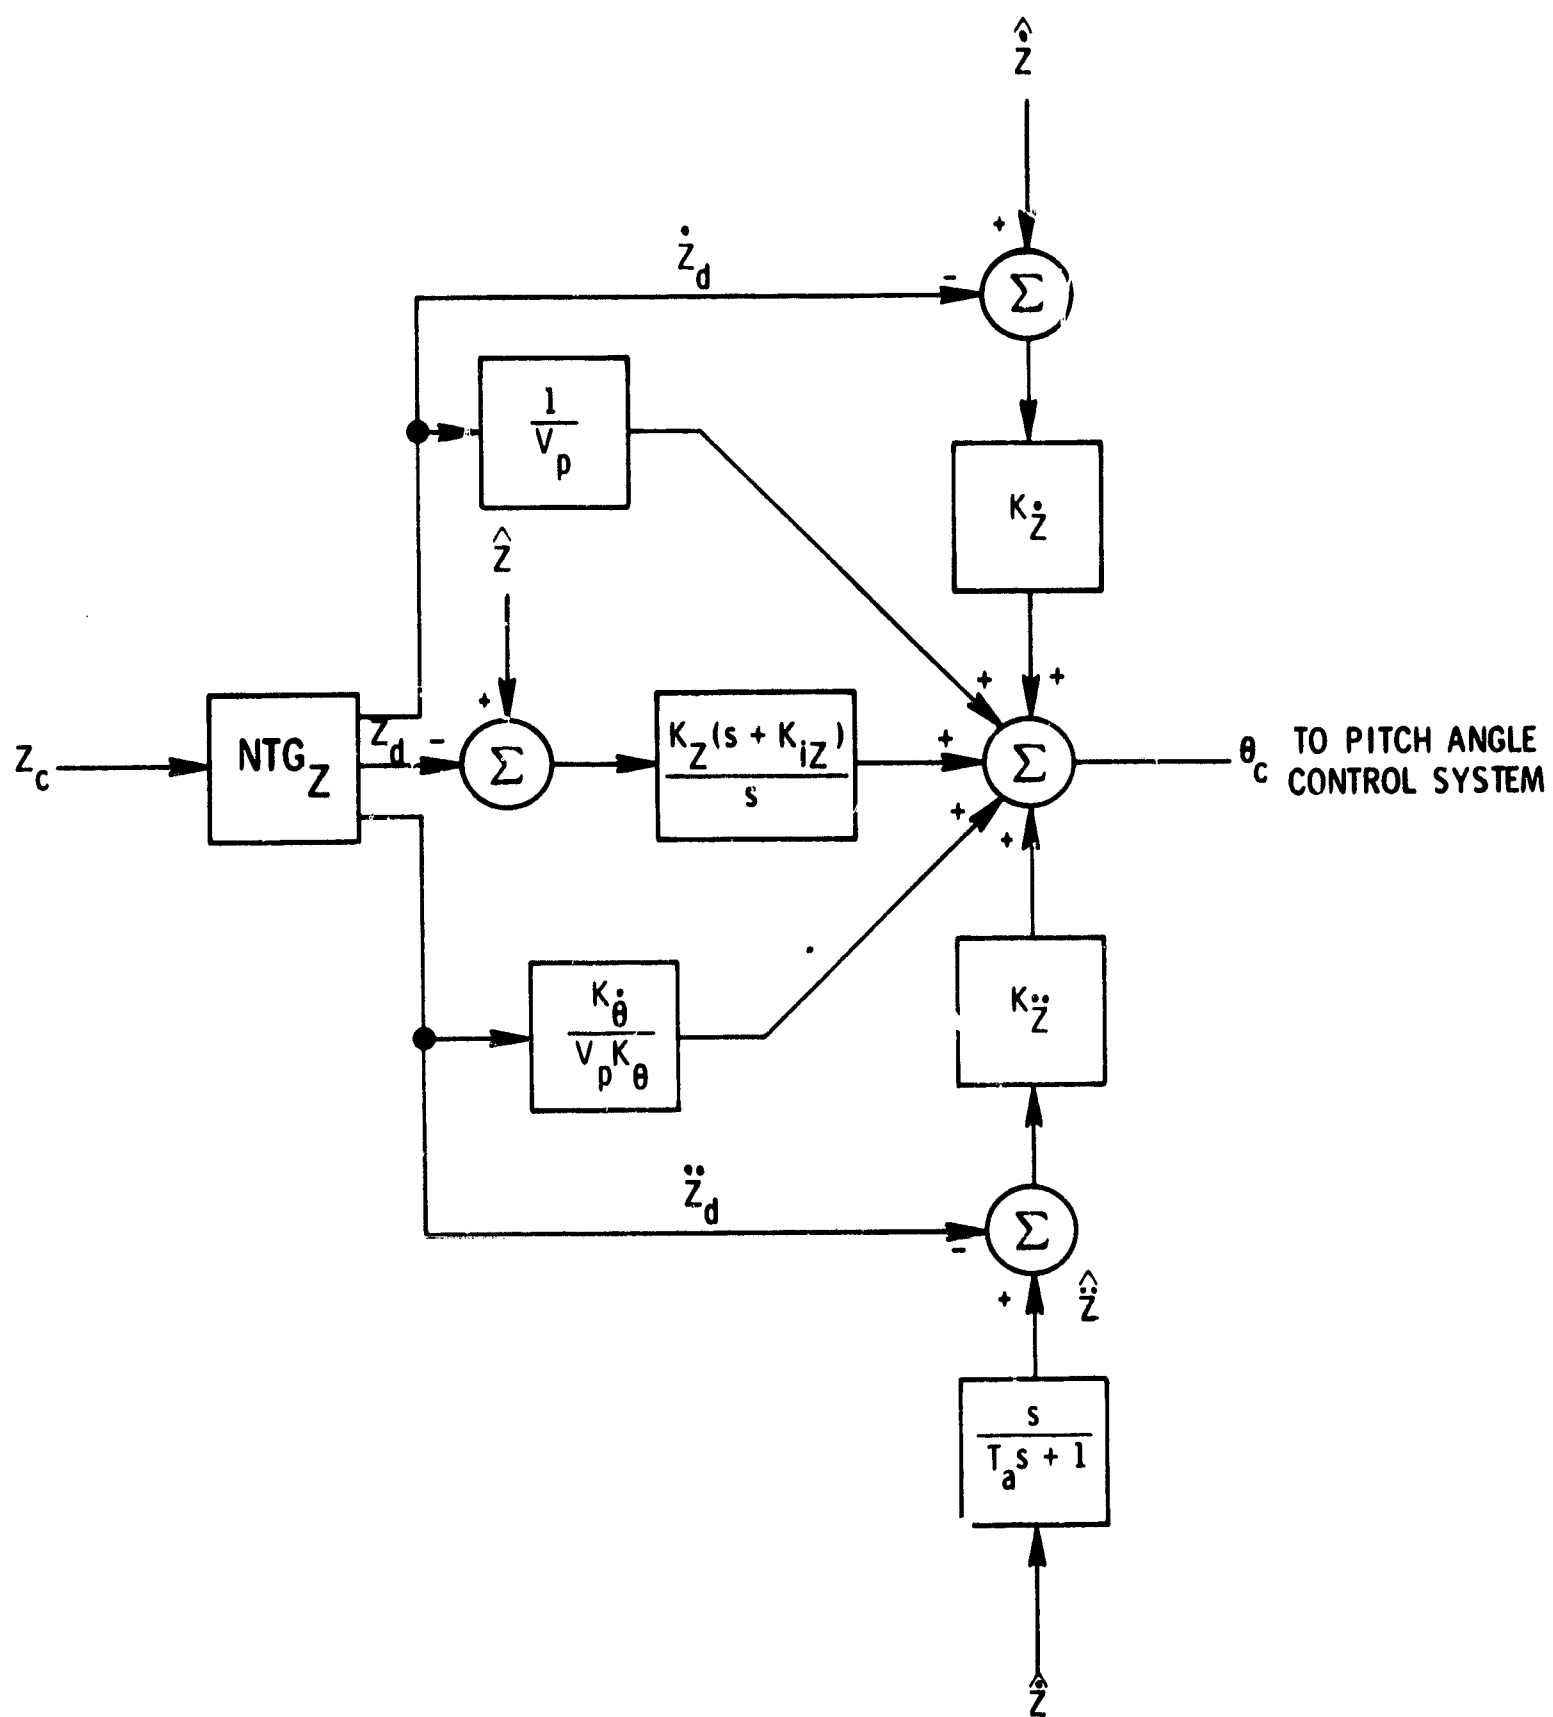 Ẑ̇
+
Ż_d
-
Σ
1
V_p
K_Ż
Ẑ
+
+
+
Z_c
NTG_Z
Z_d
-
Σ
K_Z(s + K_iZ)
s
+
Σ
θ_c TO PITCH ANGLE
CONTROL SYSTEM
+
+
K_θ̇
V_pK_θ
K_Z̈
Z̈_d
-
Σ
+
Ẑ̈
s
T_as + 1
Ẑ̇